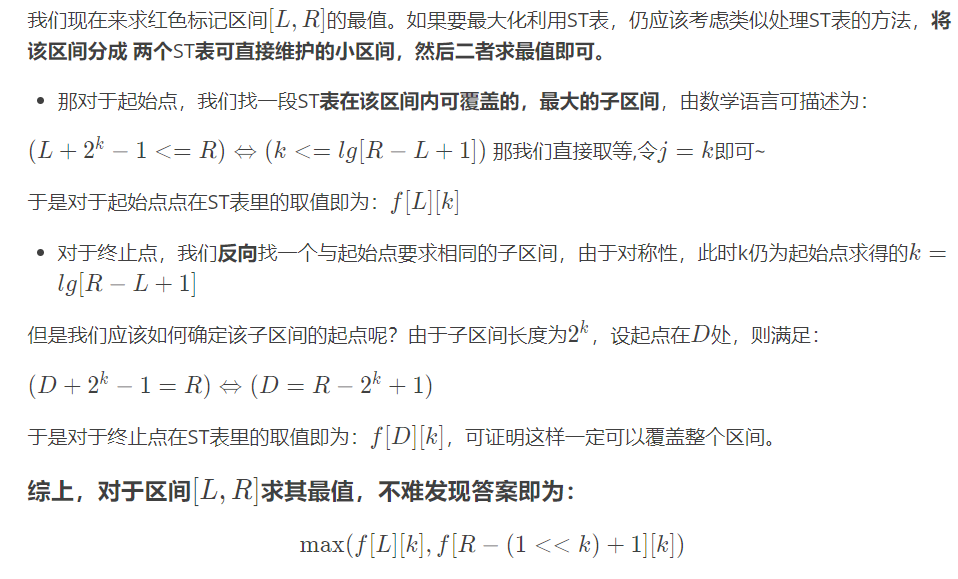 我们现在来求红色标记区间[L, R]的最值。如果要最大化利用ST表，仍应该考虑类似处理ST表的方法，将
该区间分成 两个ST表可直接维护的小区间，然后二者求最值即可。
• 那对于起始点，我们找一段ST表在该区间内可覆盖的，最大的子区间，由数学语言可描述为：
(L + 2^k − 1 <= R) ⇔ (k <= lg[R − L + 1]) 那我们直接取等,令j = k即可~
于是对于起始点点在ST表里的取值即为：f[L][k]
• 对于终止点，我们反向找一个与起始点要求相同的子区间，由于对称性，此时k仍为起始点求得的k =
lg[R − L + 1]
但是我们应该如何确定该子区间的起点呢？由于子区间长度为2^k，设起点在D处，则满足：
(D + 2^k − 1 = R) ⇔ (D = R − 2^k + 1)
于是对于终止点在ST表里的取值即为：f[D][k]，可证明这样一定可以覆盖整个区间。
综上，对于区间[L, R]求其最值，不难发现答案即为：
max(f[L][k], f[R − (1 << k) + 1][k])